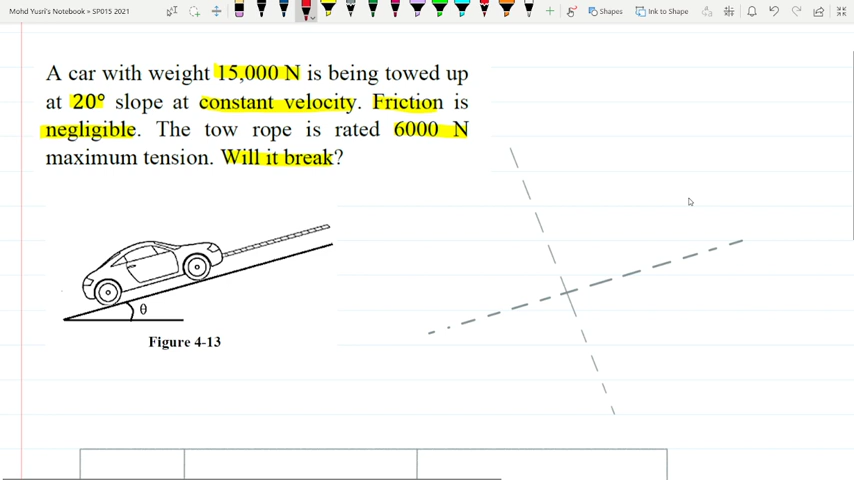 Mohd Yusri's Notebook » SP015 2021
Shapes
Ink to Shape
A car with weight 15,000 N is being towed up
at 20° slope at constant velocity. Friction is
negligible. The tow rope is rated 6000 N
maximum tension. Will it break?
θ
Figure 4-13